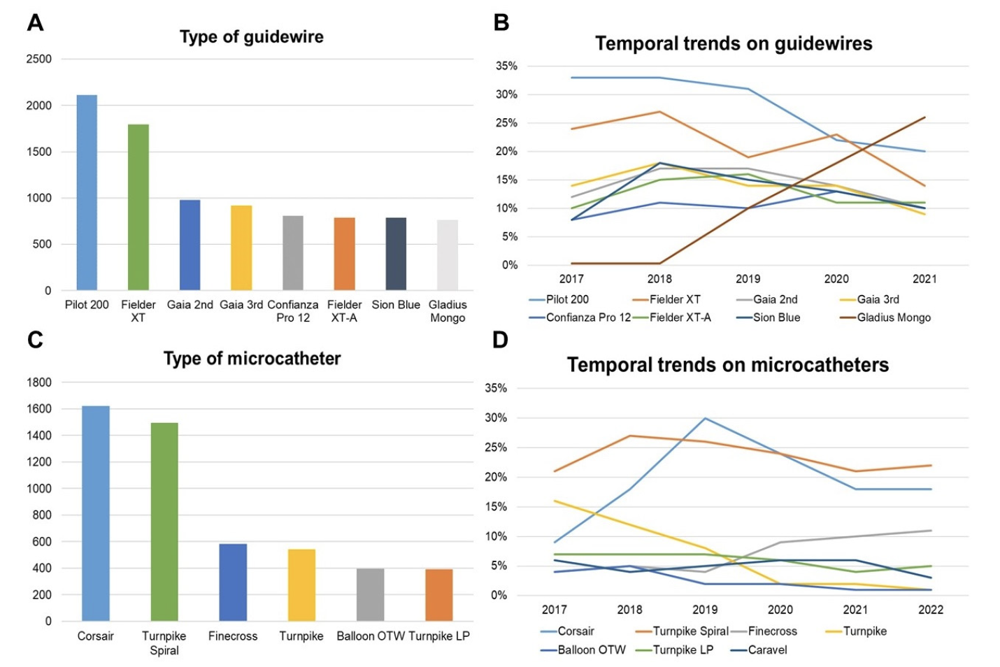 A
Type of guidewire
2500
2000
1500
1000
500
0
Pilot 200 Fielder Gaia 2nd Gaia 3rd Confianza Fielder Sion Blue Gladius
XT Pro 12 XT-A Mongo
B
Temporal trends on guidewires
35%
30%
25%
20%
15%
10%
5%
0%
2017 2018 2019 2020 2021
Pilot 200 Fielder XT Gaia 2nd Gaia 3rd
Confianza Pro 12 Fielder XT-A Sion Blue Gladius Mongo
C
Type of microcatheter
1800
1600
1400
1200
1000
800
600
400
200
0
Corsair Turnpike Finecross Turnpike Balloon OTW Turnpike LP
Spiral
D
Temporal trends on microcatheters
35%
30%
25%
20%
15%
10%
5%
0%
2017 2018 2019 2020 2021 2022
Corsair Turnpike Spiral Finecross Turnpike
Balloon OTW Turnpike LP Caravel